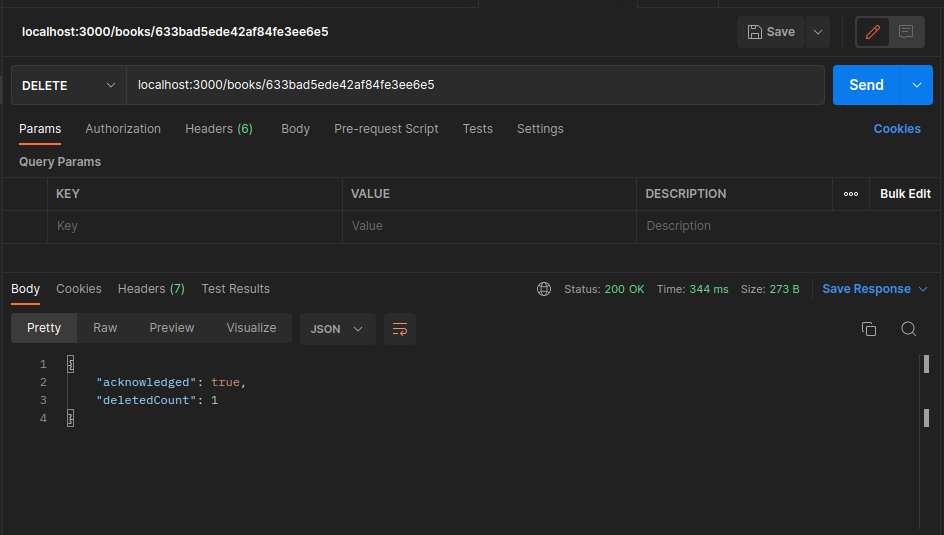 localhost:3000/books/633bad5ede42af84fe3ee6e5 Save
DELETE localhost:3000/books/633bad5ede42af84fe3ee6e5 Send
Params Authorization Headers (6) Body Pre-request Script Tests Settings Cookies
Query Params
KEY VALUE DESCRIPTION ooo Bulk Edit
Key Value Description
Body Cookies Headers (7) Test Results Status: 200 OK Time: 344 ms Size: 273 B Save Response
Pretty Raw Preview Visualize JSON
1 {
2 "acknowledged": true,
3 "deletedCount": 1
4 }